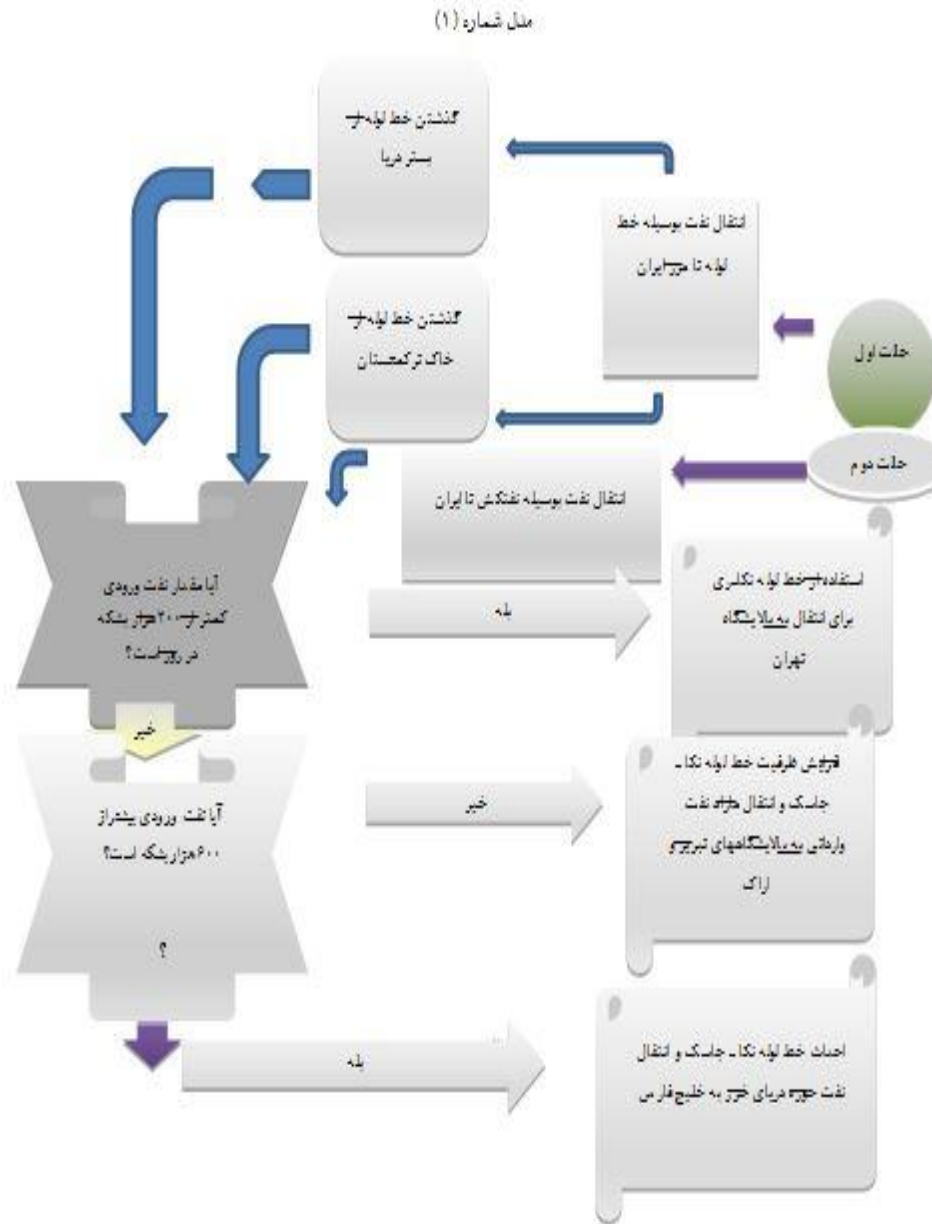 مدل شماره (۱)
گذشتن خط لوله از
بستر دریا
انتقال نفت بوسیله خط
لوله تا مرز ایران
حالت اول
گذشتن خط لوله از
خاک ترکمنستان
حالت دوم
انتقال نفت بوسیله نفتکش تا ایران
آیا مقدار نفت ورودی
کمتر از ۲۰۰ هزار بشکه
در روز است؟
بله
استفاده از خط لوله نکا-ری
برای انتقال به پالایشگاه
تهران
خیر
آیا نفت ورودی بیشتر از
۶۰۰ هزار بشکه است؟
؟
خیر
افزایش ظرفیت خط لوله نکا ـ
جاسک و انتقال مازاد نفت
وارداتی به پالایشگاههای تبریز و
اراک
بله
احداث خط لوله نکا ـ جاسک و انتقال
نفت حوزه دریای خزر به خلیج فارس